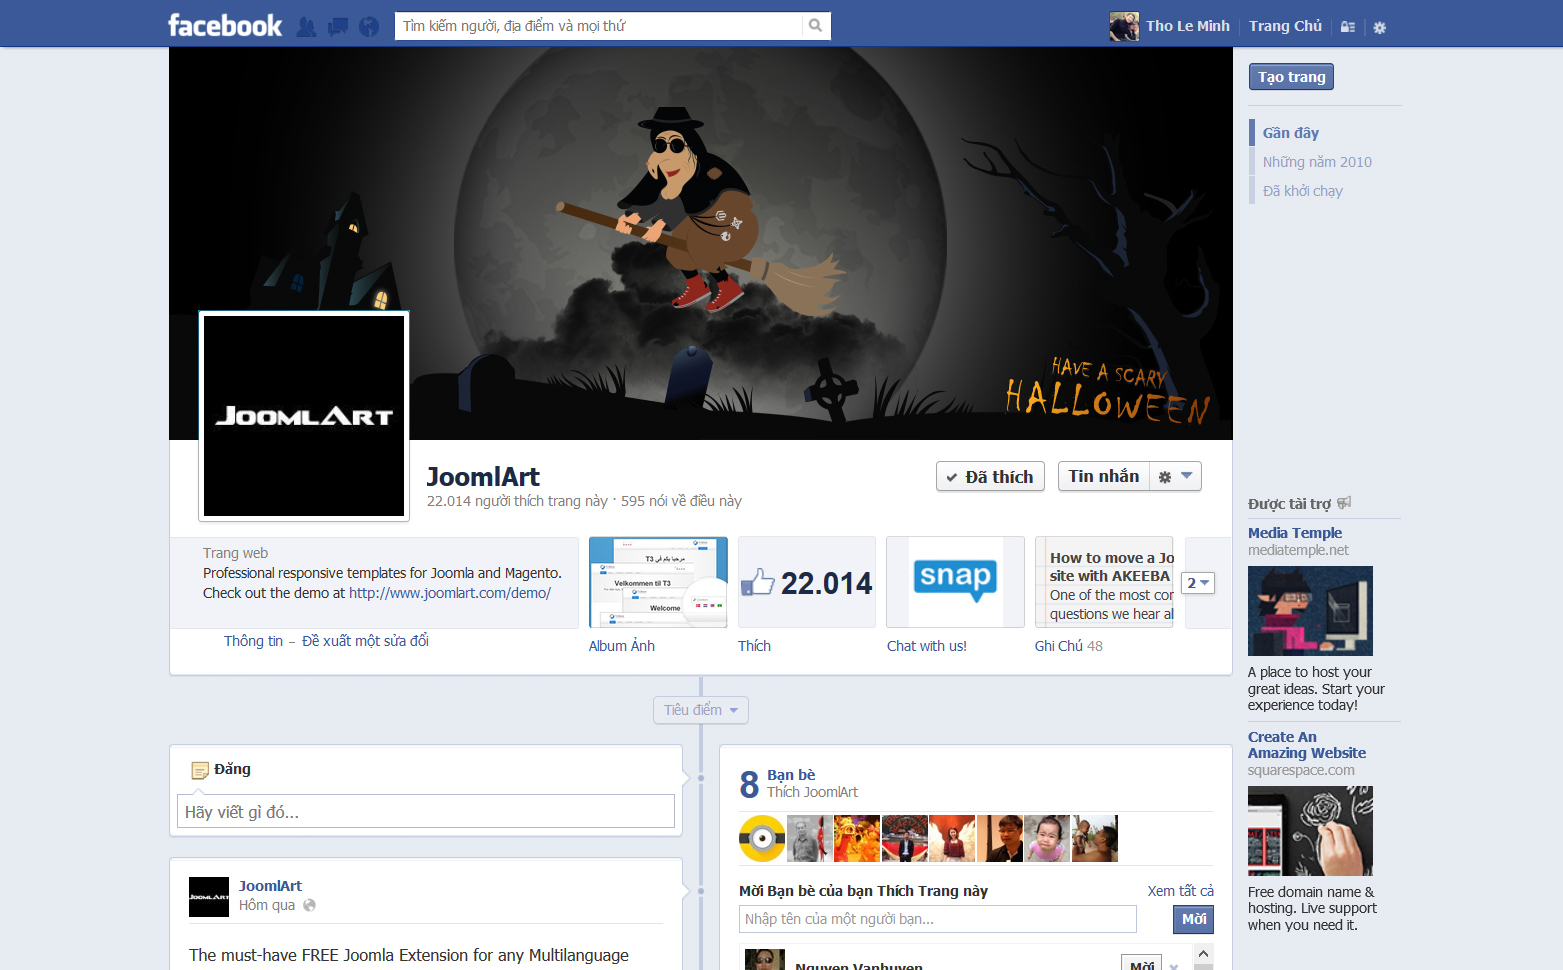 facebook
Tìm kiếm người, địa điểm và mọi thứ
Tho Le Minh
Trang Chủ
Tạo trang
Gần đây
Những năm 2010
Đã khởi chạy
HAVE A SCARY
HALLOWEEN
JOOMLART
JoomlArt
22.014 người thích trang này · 595 nói về điều này
Đã thích
Tin nhắn
Trang web
Professional responsive templates for Joomla and Magento.
Check out the demo at http://www.joomlart.com/demo/
Thông tin – Đề xuất một sửa đổi
مرحبا بكم في T3
Velkommen til T3
Welcome
Album Ảnh
22.014
Thích
snap
Chat with us!
How to move a Jo
site with AKEEBA
One of the most cor
questions we hear al
Ghi Chú 48
2
Được tài trợ
Media Temple
mediatemple.net
A place to host your
great ideas. Start your
experience today!
Create An
Amazing Website
squarespace.com
Free domain name &
hosting. Live support
when you need it.
Tiêu điểm
Đăng
Hãy viết gì đó...
JOOMLART
JoomlArt
Hôm qua
The must-have FREE Joomla Extension for any Multilanguage
8 Bạn bè
Thích JoomlArt
Mời Bạn bè của bạn Thích Trang này
Xem tất cả
Nhập tên của một người bạn...
Mời
Nguyen Vanhuyen
Mời